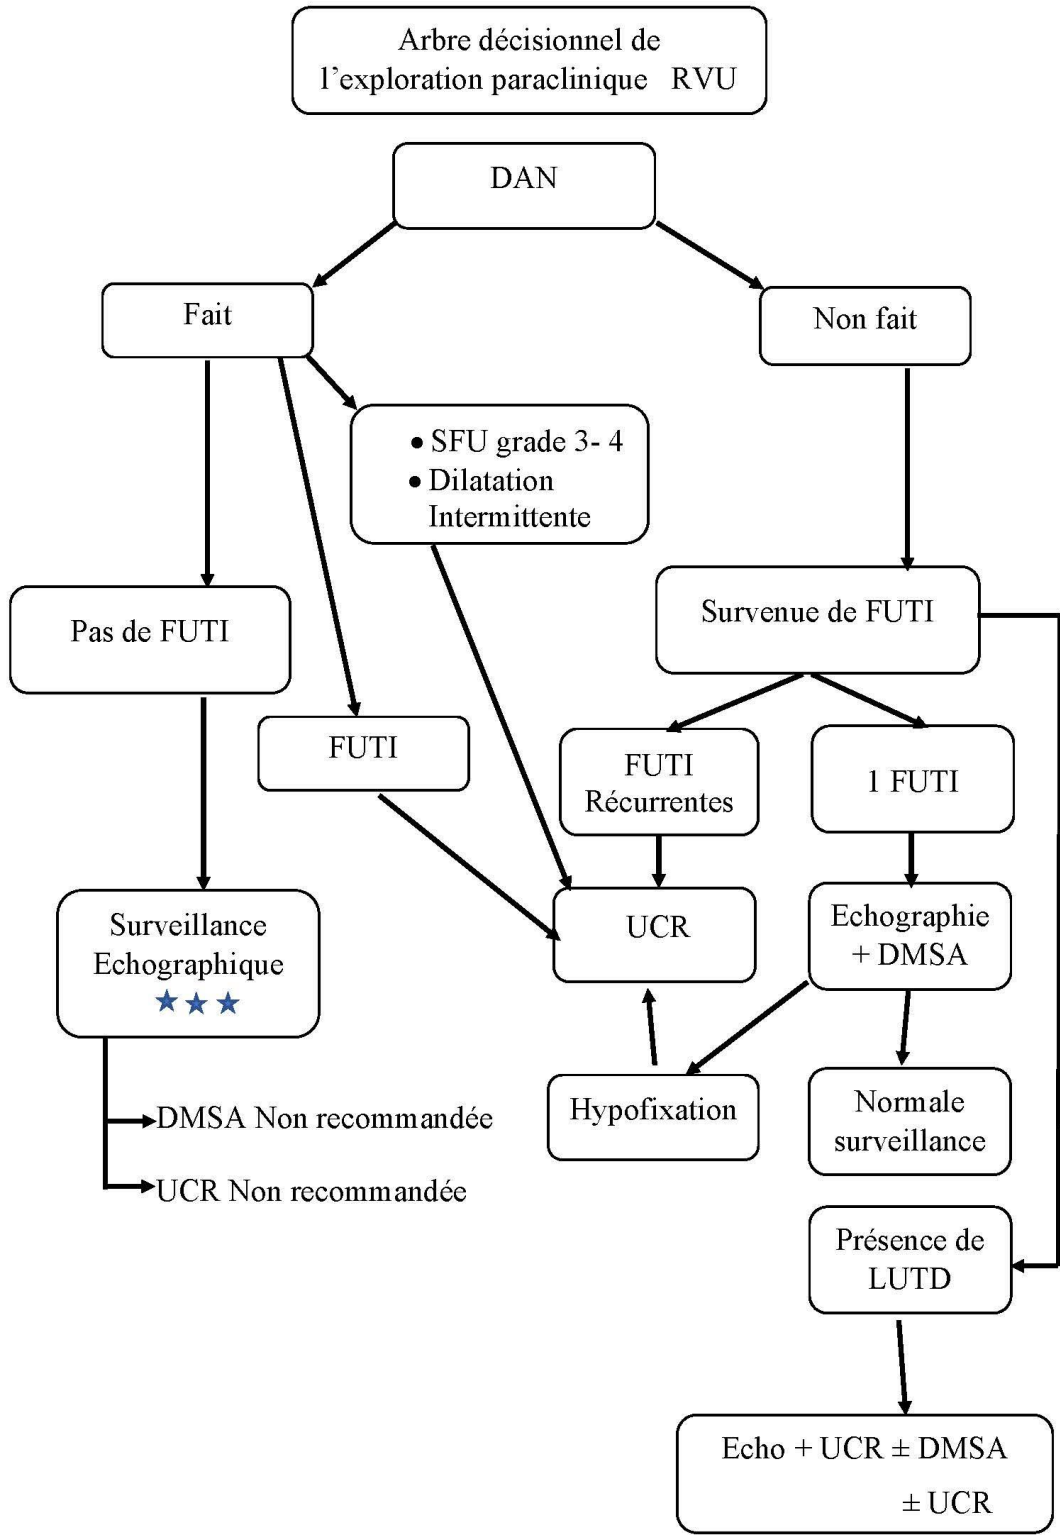 Arbre décisionnel de
l'exploration paraclinique RVU
DAN
Fait
Non fait
• SFU grade 3- 4
• Dilatation
Intermittente
Pas de FUTI
Survenue de FUTI
FUTI
FUTI
Récurrentes
1 FUTI
Surveillance
Echographique
UCR
Echographie
+ DMSA
Hypofixation
Normale
surveillance
DMSA Non recommandée
UCR Non recommandée
Présence de
LUTD
Echo + UCR ± DMSA
± UCR